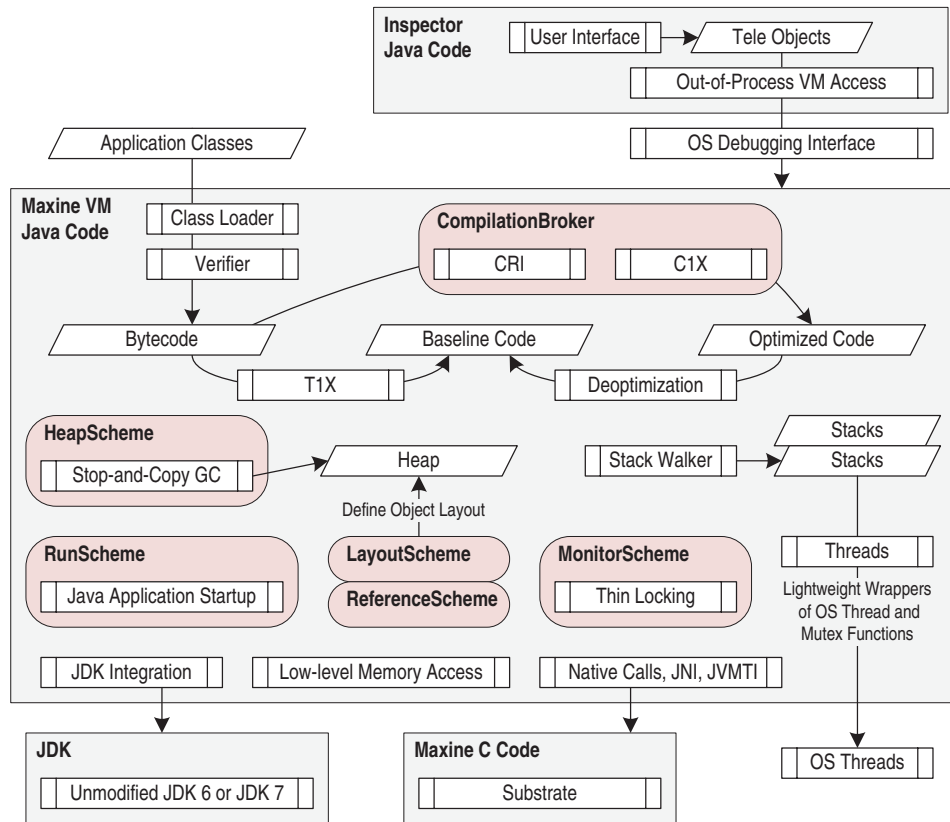 Inspector
Java Code
User Interface
Tele Objects
Out-of-Process VM Access
Application Classes
OS Debugging Interface
Maxine VM
Java Code
Class Loader
Verifier
CompilationBroker
CRI
C1X
Bytecode
Baseline Code
Optimized Code
T1X
Deoptimization
HeapScheme
Stop-and-Copy GC
Heap
Stack Walker
Stacks
Stacks
Define Object Layout
RunScheme
Java Application Startup
LayoutScheme
ReferenceScheme
MonitorScheme
Thin Locking
Threads
Lightweight Wrappers
of OS Thread and
Mutex Functions
JDK Integration
Low-level Memory Access
Native Calls, JNI, JVMTI
JDK
Unmodified JDK 6 or JDK 7
Maxine C Code
Substrate
OS Threads